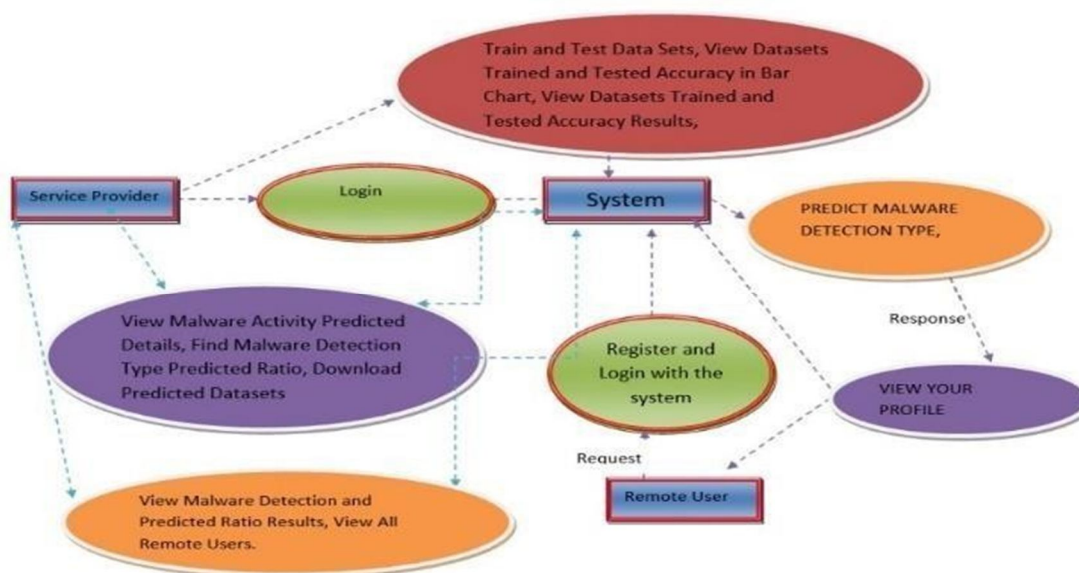 Train and Test Data Sets, View Datasets
Trained and Tested Accuracy in Bar
Chart, View Datasets Trained and
Tested Accuracy Results,
Service Provider
Login
System
PREDICT MALWARE
DETECTION TYPE,
View Malware Activity Predicted
Details, Find Malware Detection
Type Predicted Ratio, Download
Predicted Datasets
Register and
Login with the
system
Response
VIEW YOUR
PROFILE
Request
Remote User
View Malware Detection and
Predicted Ratio Results, View All
Remote Users.